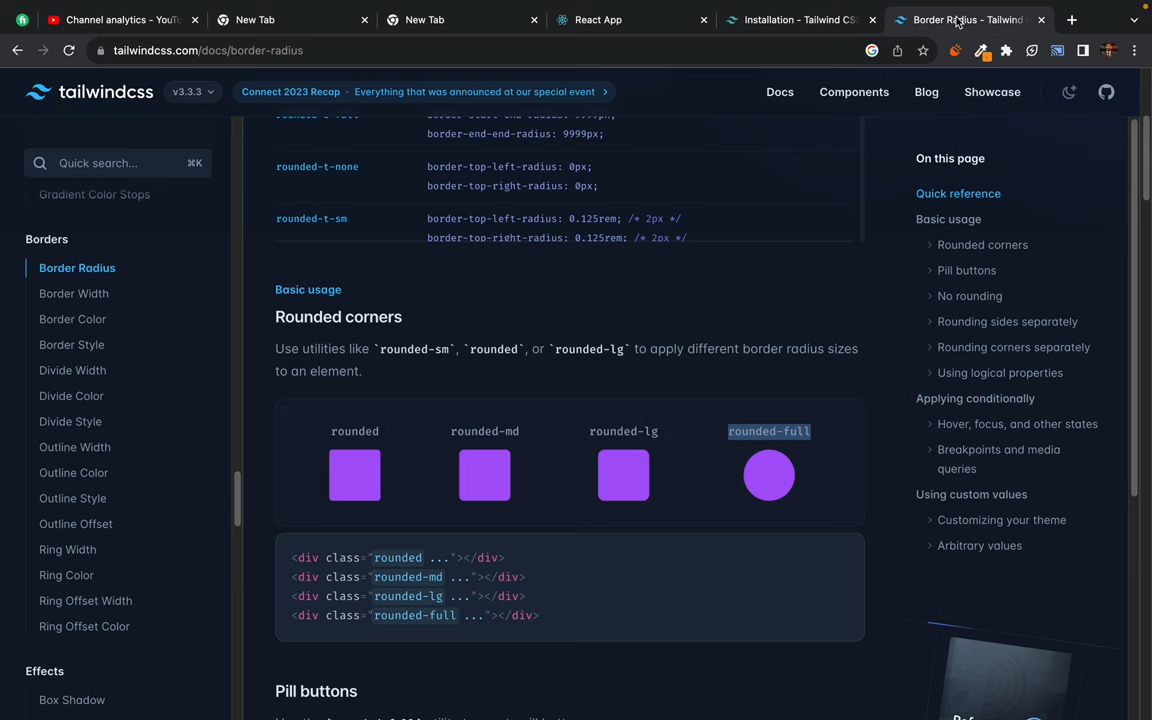 Channel analytics - YouTu
New Tab
New Tab
React App
Installation - Tailwind CS
Border Radius - Tailwind
tailwindcss.com/docs/border-radius
tailwindcss
v3.3.3
Connect 2023 Recap · Everything that was announced at our special event
Docs
Components
Blog
Showcase
Quick search...
⌘K
Gradient Color Stops
Borders
Border Radius
Border Width
Border Color
Border Style
Divide Width
Divide Color
Divide Style
Outline Width
Outline Color
Outline Style
Outline Offset
Ring Width
Ring Color
Ring Offset Width
Ring Offset Color
Effects
Box Shadow
rounded-t-full
border-start-end-radius: 9999px;
border-end-end-radius: 9999px;
rounded-t-none
border-top-left-radius: 0px;
border-top-right-radius: 0px;
rounded-t-sm
border-top-left-radius: 0.125rem; /* 2px */
border-top-right-radius: 0.125rem; /* 2px */
Basic usage
Rounded corners
Use utilities like `rounded-sm`, `rounded`, or `rounded-lg` to apply different border radius sizes
to an element.
rounded
rounded-md
rounded-lg
rounded-full
<div class="rounded ..."></div>
<div class="rounded-md ..."></div>
<div class="rounded-lg ..."></div>
<div class="rounded-full ..."></div>
Pill buttons
On this page
Quick reference
Basic usage
Rounded corners
Pill buttons
No rounding
Rounding sides separately
Rounding corners separately
Using logical properties
Applying conditionally
Hover, focus, and other states
Breakpoints and media
queries
Using custom values
Customizing your theme
Arbitrary values